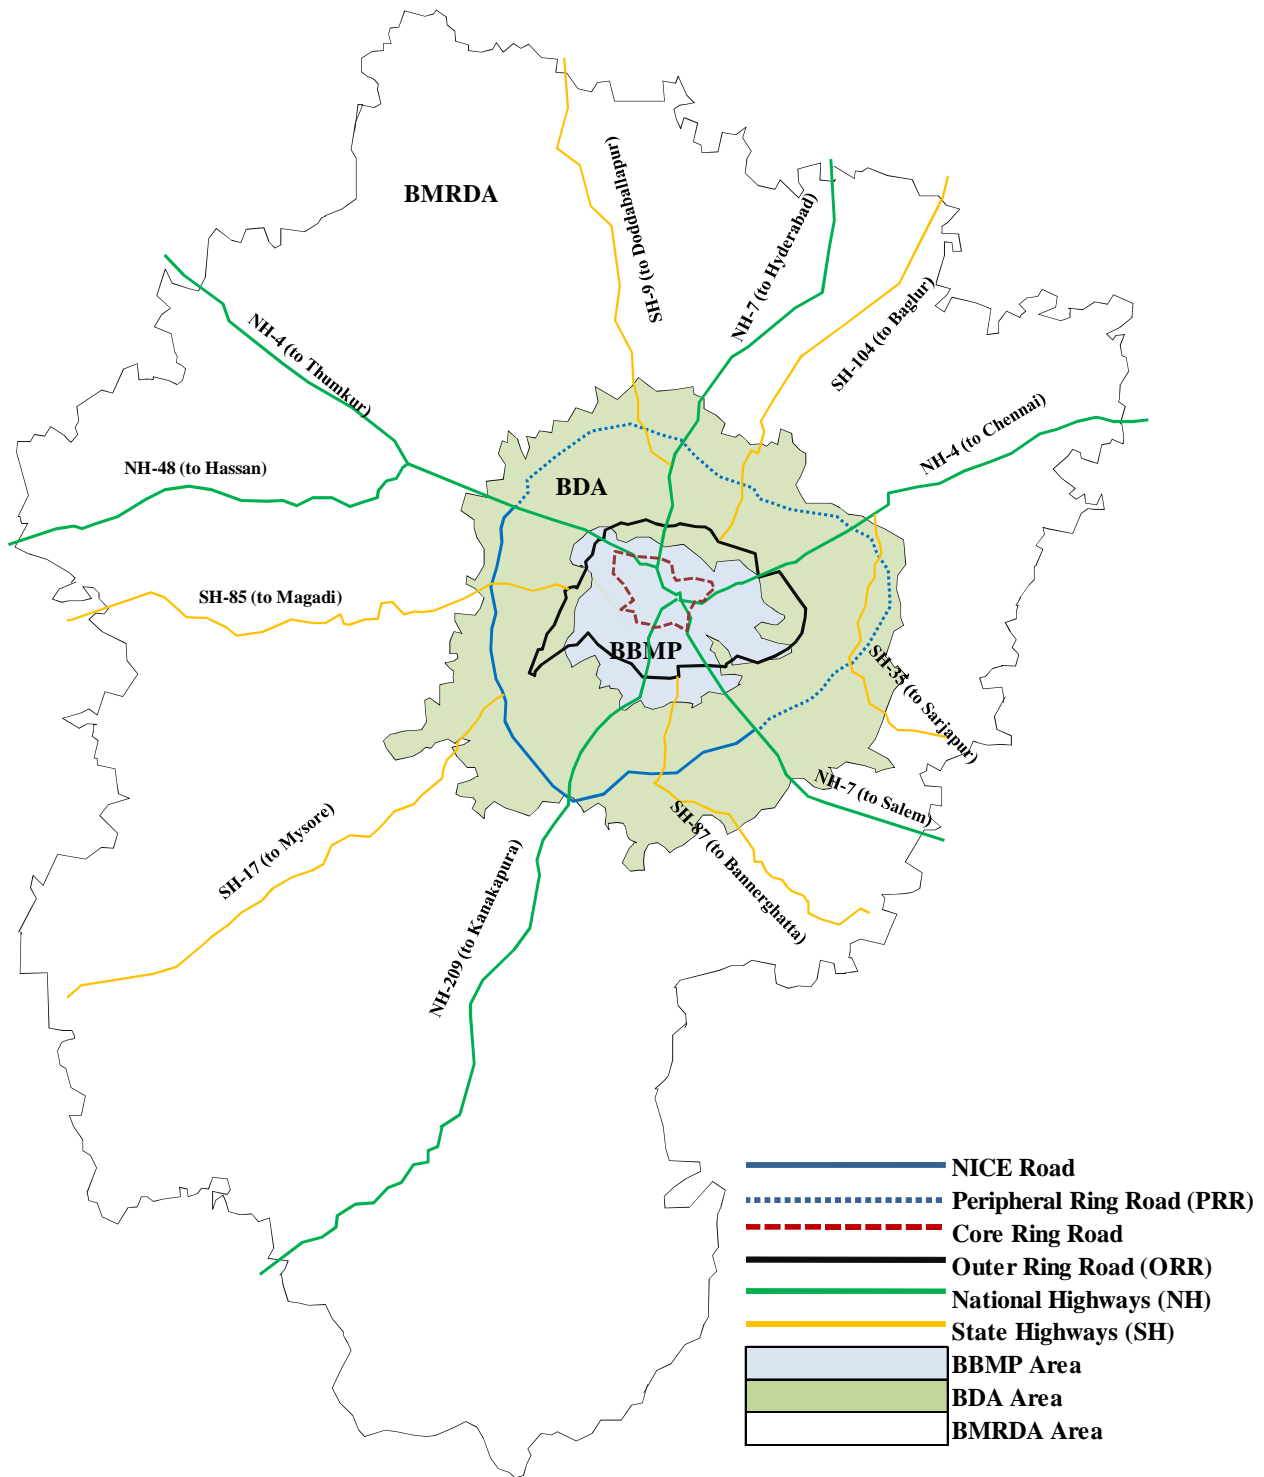 BMRDA
SH-9 (to Doddaballapur)
NH-7 (to Hyderabad)
SH-104 (to Baglur)
NH-4 (to Thumkur)
NH-4 (to Chennai)
NH-48 (to Hassan)
BDA
SH-85 (to Magadi)
BBMP
SH-35 (to Sarjapur)
NH-7 (to Salem)
SH-87 (to Bannerghatta)
SH-17 (to Mysore)
NH-209 (to Kanakapura)
NICE Road
Peripheral Ring Road (PRR)
Core Ring Road
Outer Ring Road (ORR)
National Highways (NH)
State Highways (SH)
BBMP Area
BDA Area
BMRDA Area